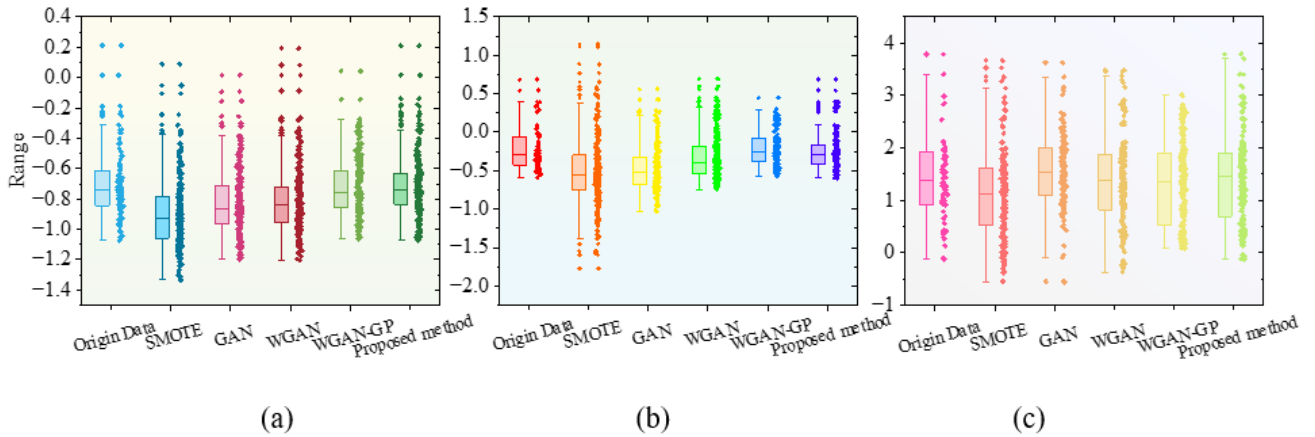 Range
0.4
0.2
0.0
−0.2
−0.4
−0.6
−0.8
−1.0
−1.2
−1.4
Origin Data
SMOTE
GAN
WGAN
WGAN-GP
Proposed method
(a)
1.5
1.0
0.5
0.0
−0.5
−1.0
−1.5
−2.0
Origin Data
SMOTE
GAN
WGAN
WGAN-GP
Proposed method
(b)
4
3
2
1
0
−1
Origin Data
SMOTE
GAN
WGAN
WGAN-GP
Proposed method
(c)